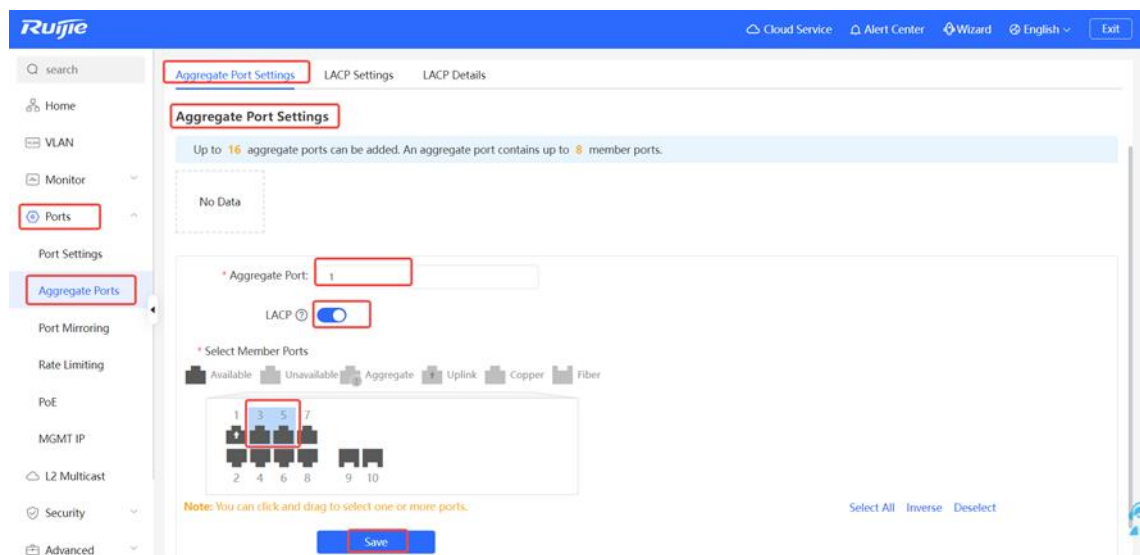 Ruijie
Cloud Service Alert Center Wizard English Exit
search
Home
VLAN
Monitor
Ports
Port Settings
Aggregate Ports
Port Mirroring
Rate Limiting
PoE
MGMT IP
L2 Multicast
Security
Advanced
Aggregate Port Settings LACP Settings LACP Details
Aggregate Port Settings
Up to 16 aggregate ports can be added. An aggregate port contains up to 8 member ports.
No Data
* Aggregate Port: 1
LACP ?
* Select Member Ports
Available Unavailable Aggregate Uplink Copper Fiber
1 3 5 7
2 4 6 8 9 10
Note: You can click and drag to select one or more ports.
Select All Inverse Deselect
Save